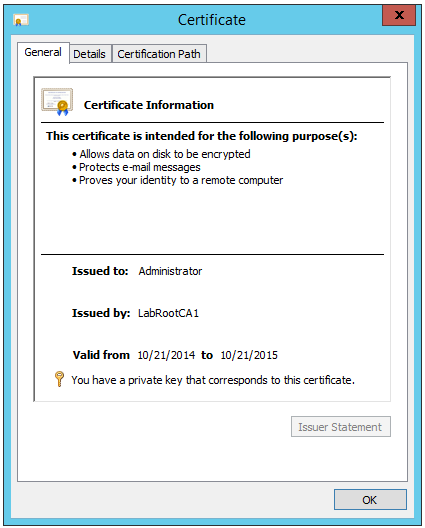 Certificate
x
General Details Certification Path
Certificate Information
This certificate is intended for the following purpose(s):
• Allows data on disk to be encrypted
• Protects e-mail messages
• Proves your identity to a remote computer
Issued to: Administrator
Issued by: LabRootCA1
Valid from 10/21/2014 to 10/21/2015
You have a private key that corresponds to this certificate.
Issuer Statement
OK